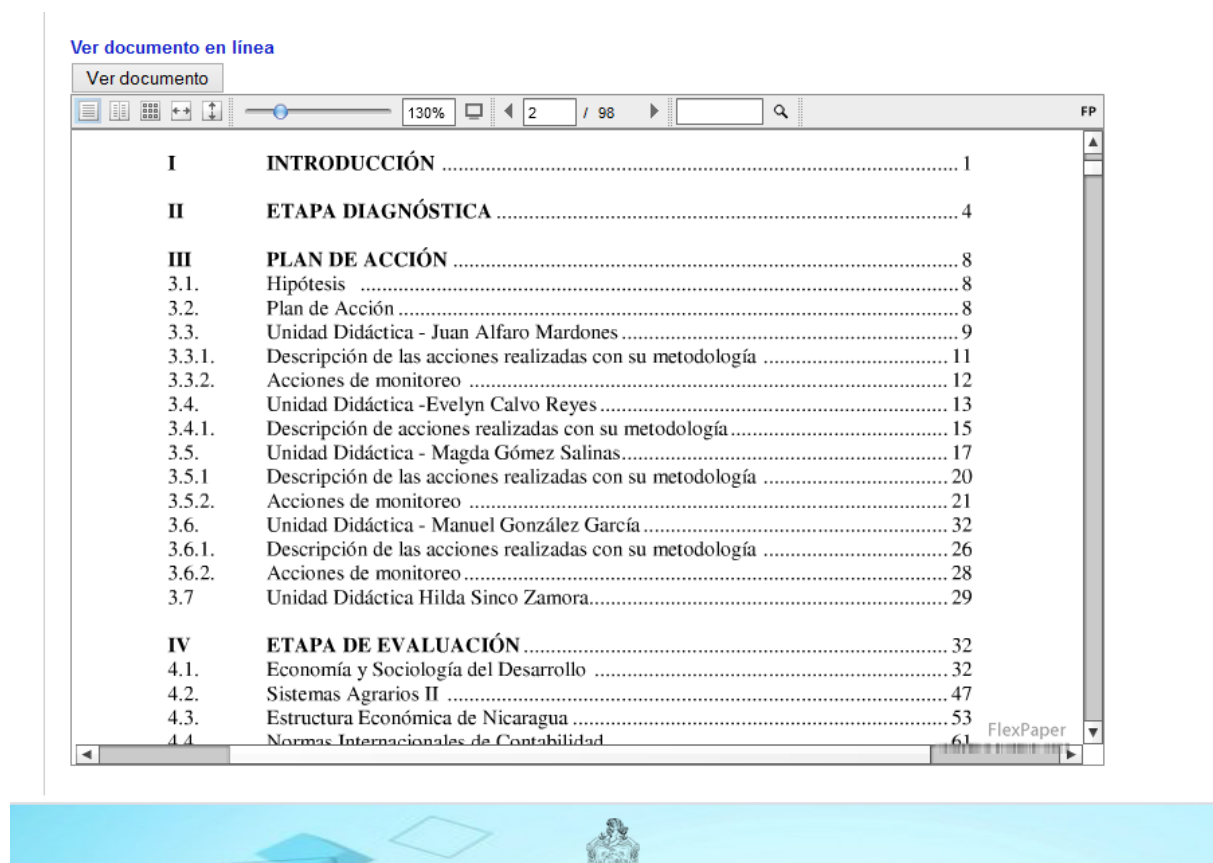 Ver documento en línea
Ver documento
130% 2 / 98 FP
I INTRODUCCIÓN ........ 1
II ETAPA DIAGNÓSTICA ........ 4
III PLAN DE ACCIÓN ........ 8
3.1. Hipótesis ........ 8
3.2. Plan de Acción ........ 8
3.3. Unidad Didáctica - Juan Alfaro Mardones ........ 9
3.3.1. Descripción de las acciones realizadas con su metodología ........ 11
3.3.2. Acciones de monitoreo ........ 12
3.4. Unidad Didáctica -Evelyn Calvo Reyes ........ 13
3.4.1. Descripción de acciones realizadas con su metodología ........ 15
3.5. Unidad Didáctica - Magda Gómez Salinas ........ 17
3.5.1 Descripción de las acciones realizadas con su metodología ........ 20
3.5.2. Acciones de monitoreo ........ 21
3.6. Unidad Didáctica - Manuel González García ........ 32
3.6.1. Descripción de las acciones realizadas con su metodología ........ 26
3.6.2. Acciones de monitoreo ........ 28
3.7 Unidad Didáctica Hilda Sinco Zamora ........ 29
IV ETAPA DE EVALUACIÓN ........ 32
4.1. Economía y Sociología del Desarrollo ........ 32
4.2. Sistemas Agrarios II ........ 47
4.3. Estructura Económica de Nicaragua ........ 53
4.4 Normas Internacionales de Contabilidad ........ 61
FlexPaper